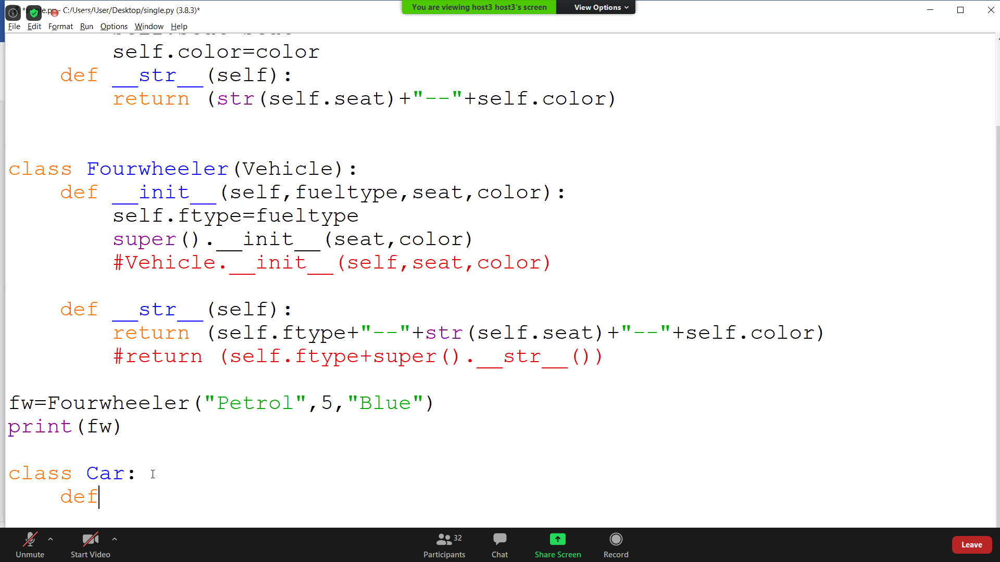 C:/Users/User/Desktop/single.py (3.8.3)*
You are viewing host3 host3's screen
View Options
File Edit Format Run Options Window Help
self.color=color
def __str__(self):
return (str(self.seat)+"--"+self.color)
class Fourwheeler(Vehicle):
def __init__(self,fueltype,seat,color):
self.ftype=fueltype
super().__init__(seat,color)
#Vehicle.__init__(self,seat,color)
def __str__(self):
return (self.ftype+"--"+str(self.seat)+"--"+self.color)
#return (self.ftype+super().__str__())
fw=Fourwheeler("Petrol",5,"Blue")
print(fw)
class Car:
def
32
Unmute
Start Video
Participants
Chat
Share Screen
Record
Leave